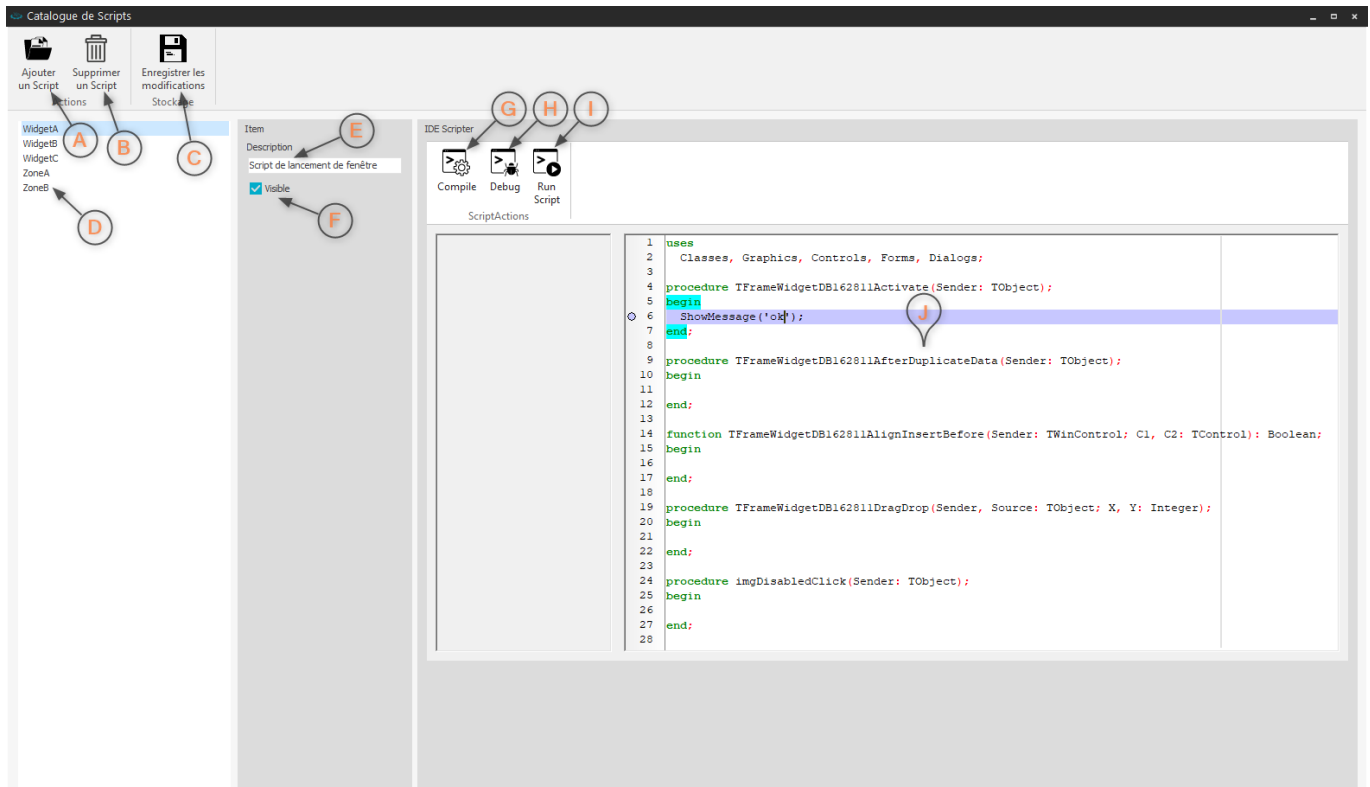 Catalogue de Scripts
Ajouter
un Script
Supprimer
un Script
Enregistrer les
modifications
Stockage
A
B
C
D
WidgetA
WidgetB
WidgetC
ZoneA
ZoneB
Item
E
Description
Script de lancement de fenêtre
Visible
F
IDE Scripter
G
H
I
Compile
Debug
Run
Script
ScriptActions
1 uses
2 Classes, Graphics, Controls, Forms, Dialogs;
3
4 procedure TFrameWidgetDB162811Activate(Sender: TObject);
5 begin
6 ShowMessage('ok');
7 end;
8
9 procedure TFrameWidgetDB162811AfterDuplicateData(Sender: TObject);
10 begin
11
12 end;
13
14 function TFrameWidgetDB162811AlignInsertBefore(Sender: TWinControl; C1, C2: TControl): Boolean;
15 begin
16
17 end;
18
19 procedure TFrameWidgetDB162811DragDrop(Sender, Source: TObject; X, Y: Integer);
20 begin
21
22 end;
23
24 procedure imgDisabledClick(Sender: TObject);
25 begin
26
27 end;
28
J